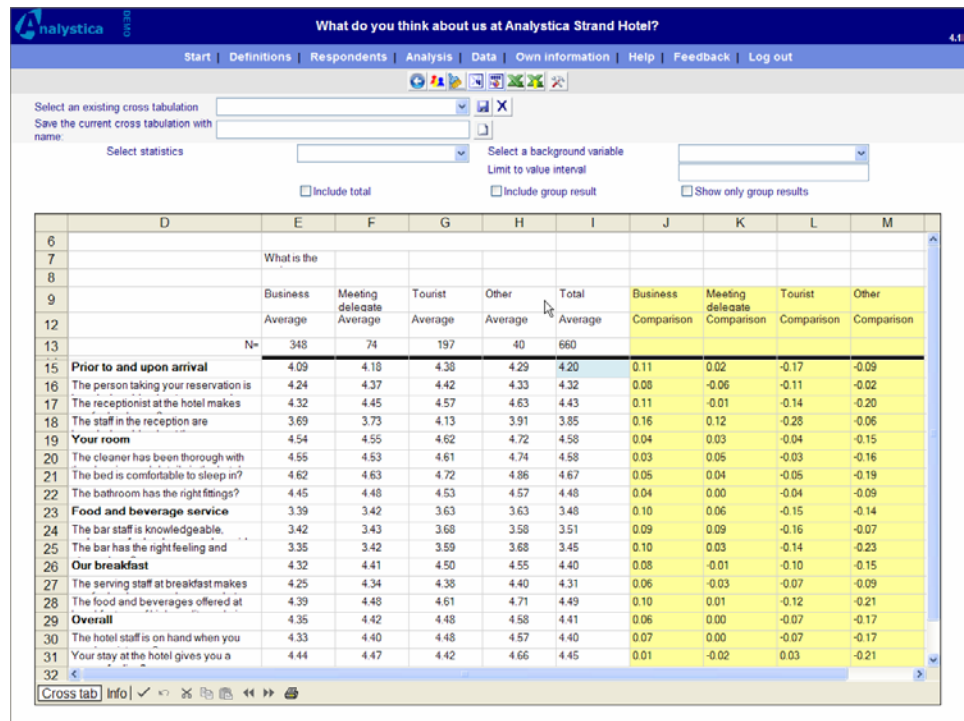 Analystica DEMO What do you think about us at Analystica Strand Hotel?
4.1
Start | Definitions | Respondents | Analysis | Data | Own information | Help | Feedback | Log out
Select an existing cross tabulation
Save the current cross tabulation with name:
Select statistics Select a background variable
Limit to value interval
Include total Include group result Show only group results
D E F G H I J K L M
6
7 What is the
8
9 Business Meeting delegate Tourist Other Total Business Meeting delegate Tourist Other
12 Average Average Average Average Average Comparison Comparison Comparison Comparison
13 N= 348 74 197 40 660
15 Prior to and upon arrival 4.09 4.18 4.38 4.29 4.20 0.11 0.02 -0.17 -0.09
16 The person taking your reservation is 4.24 4.37 4.42 4.33 4.32 0.08 -0.06 -0.11 -0.02
17 The receptionist at the hotel makes 4.32 4.45 4.57 4.63 4.43 0.11 -0.01 -0.14 -0.20
18 The staff in the reception are 3.69 3.73 4.13 3.91 3.85 0.16 0.12 -0.28 -0.06
19 Your room 4.54 4.55 4.62 4.72 4.58 0.04 0.03 -0.04 -0.15
20 The cleaner has been thorough with 4.55 4.53 4.61 4.74 4.58 0.03 0.05 -0.03 -0.16
21 The bed is comfortable to sleep in? 4.62 4.63 4.72 4.86 4.67 0.05 0.04 -0.05 -0.19
22 The bathroom has the right fittings? 4.45 4.48 4.53 4.57 4.48 0.04 0.00 -0.04 -0.09
23 Food and beverage service 3.39 3.42 3.63 3.63 3.48 0.10 0.06 -0.15 -0.14
24 The bar staff is knowledgeable, 3.42 3.43 3.68 3.58 3.51 0.09 0.09 -0.16 -0.07
25 The bar has the right feeling and 3.35 3.42 3.59 3.68 3.45 0.10 0.03 -0.14 -0.23
26 Our breakfast 4.32 4.41 4.50 4.55 4.40 0.08 -0.01 -0.10 -0.15
27 The serving staff at breakfast makes 4.25 4.34 4.38 4.40 4.31 0.06 -0.03 -0.07 -0.09
28 The food and beverages offered at 4.39 4.48 4.61 4.71 4.49 0.10 0.01 -0.12 -0.21
29 Overall 4.35 4.42 4.48 4.58 4.41 0.06 0.00 -0.07 -0.17
30 The hotel staff is on hand when you 4.33 4.40 4.48 4.57 4.40 0.07 0.00 -0.07 -0.17
31 Your stay at the hotel gives you a 4.44 4.47 4.42 4.66 4.45 0.01 -0.02 0.03 -0.21
32
Cross tab Info